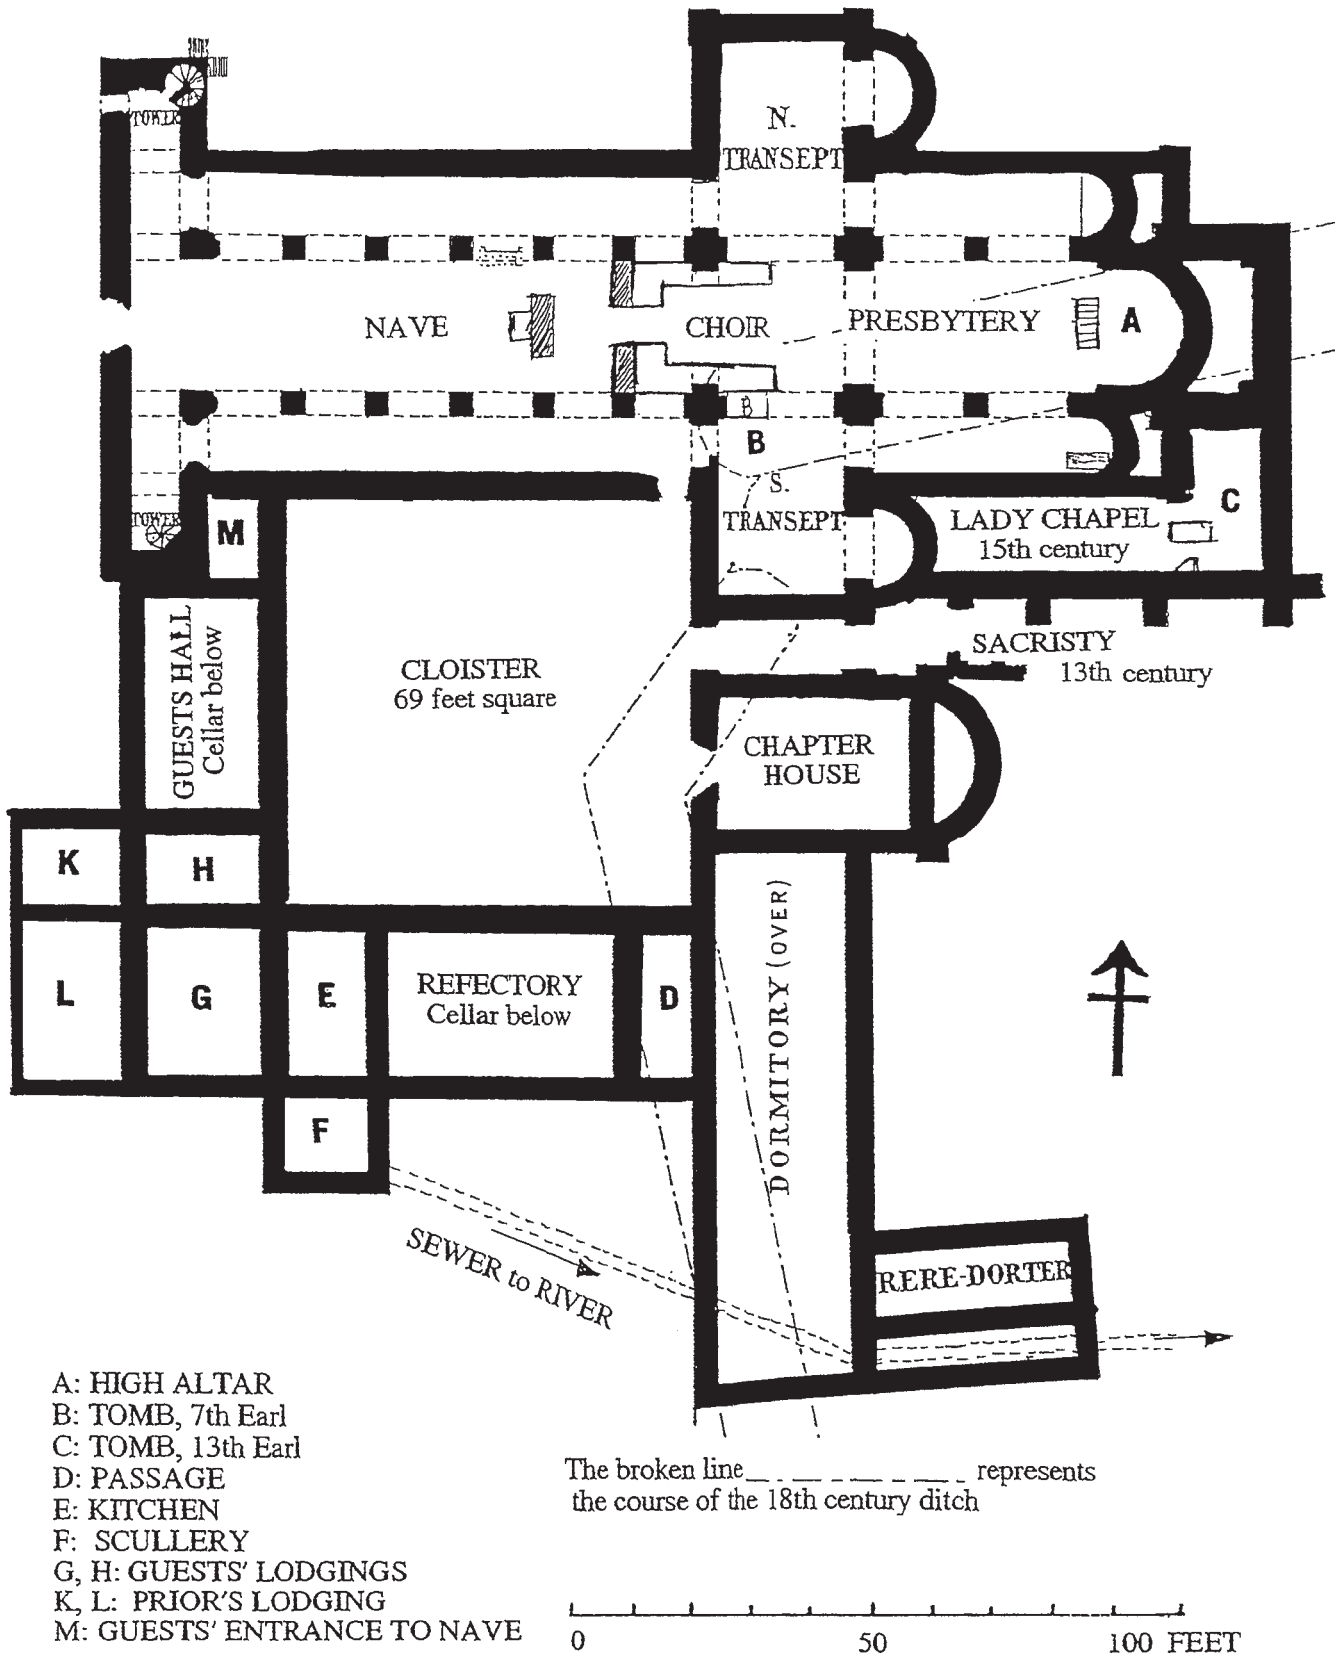 TOWER
N.
TRANSEPT
NAVE
CHOIR
PRESBYTERY
A
B
B
S.
TRANSEPT
C
LADY CHAPEL
15th century
TOWER
M
GUESTS HALL
Cellar below
CLOISTER
69 feet square
SACRISTY
13th century
CHAPTER
HOUSE
K
H
L
G
E
REFECTORY
Cellar below
D
DORMITORY (OVER)
F
SEWER to RIVER
RERE-DORTER
A: HIGH ALTAR
B: TOMB, 7th Earl
C: TOMB, 13th Earl
D: PASSAGE
E: KITCHEN
F: SCULLERY
G, H: GUESTS' LODGINGS
K, L: PRIOR'S LODGING
M: GUESTS' ENTRANCE TO NAVE
The broken line represents
the course of the 18th century ditch
0 50 100 FEET